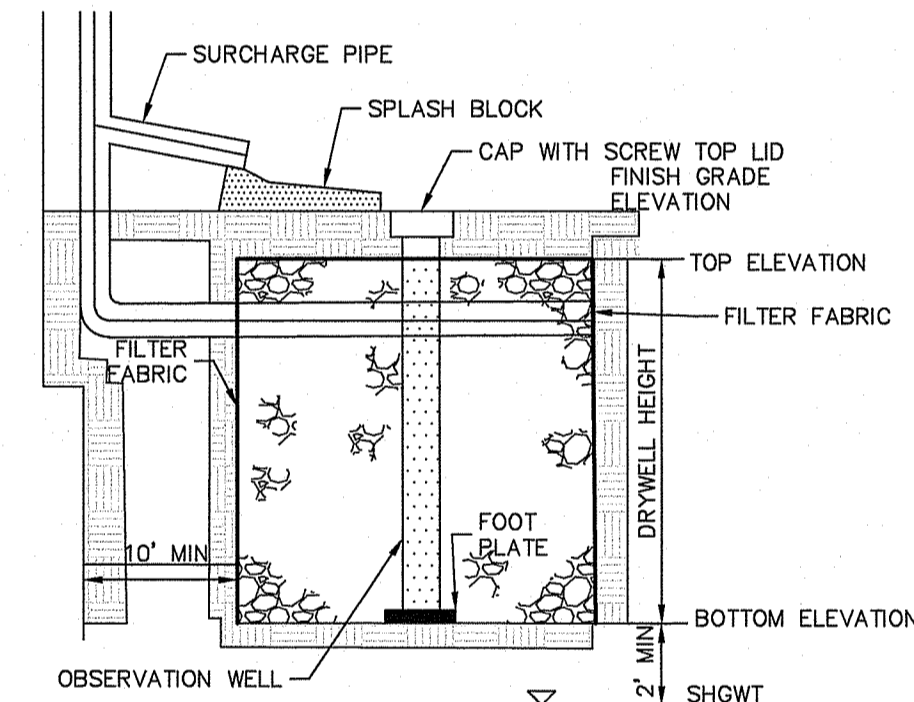 SURCHARGE PIPE
SPLASH BLOCK
CAP WITH SCREW TOP LID
FINISH GRADE
ELEVATION
TOP ELEVATION
FILTER FABRIC
FILTER
FABRIC
DRYWELL HEIGHT
FOOT
PLATE
10' MIN
BOTTOM ELEVATION
OBSERVATION WELL
2' MIN
SHGWT